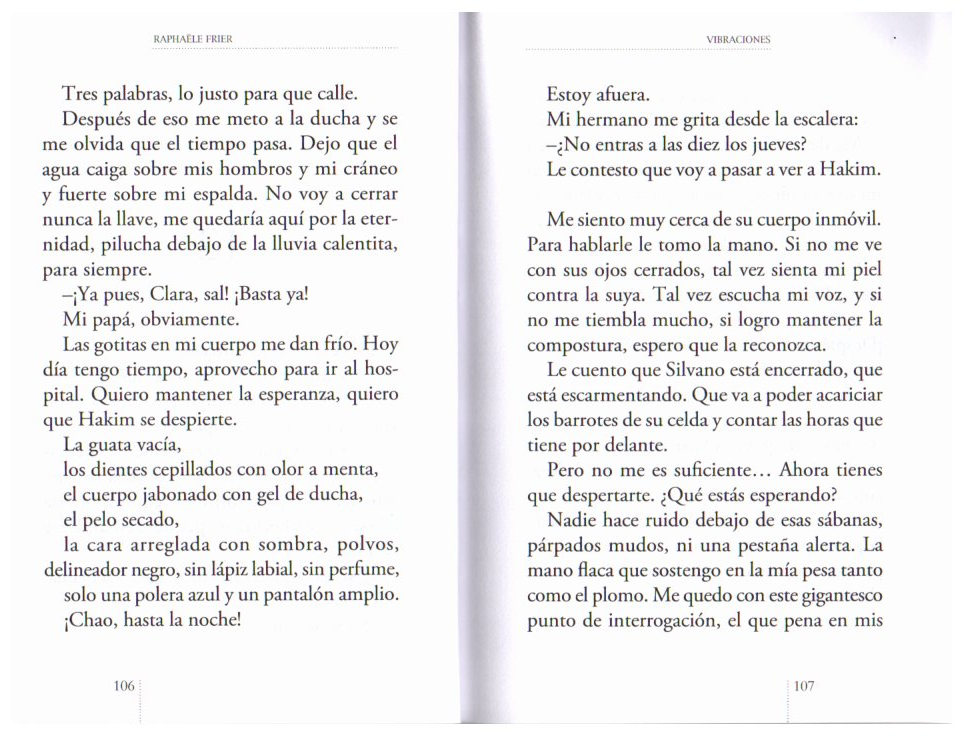 RAPHAËLE FRIER
Tres palabras, lo justo para que calle.
Después de eso me meto a la ducha y se
me olvida que el tiempo pasa. Dejo que el
agua caiga sobre mis hombros y mi cráneo
y fuerte sobre mi espalda. No voy a cerrar
nunca la llave, me quedaría aquí por la eter-
nidad, pilucha debajo de la lluvia calentita,
para siempre.
–¡Ya pues, Clara, sal! ¡Basta ya!
Mi papá, obviamente.
Las gotitas en mi cuerpo me dan frío. Hoy
día tengo tiempo, aprovecho para ir al hos-
pital. Quiero mantener la esperanza, quiero
que Hakim se despierte.
La guata vacía,
los dientes cepillados con olor a menta,
el cuerpo jabonado con gel de ducha,
el pelo secado,
la cara arreglada con sombra, polvos,
delineador negro, sin lápiz labial, sin perfume,
solo una polera azul y un pantalón amplio.
¡Chao, hasta la noche!
106
VIBRACIONES
Estoy afuera.
Mi hermano me grita desde la escalera:
–¿No entras a las diez los jueves?
Le contesto que voy a pasar a ver a Hakim.
Me siento muy cerca de su cuerpo inmóvil.
Para hablarle le tomo la mano. Si no me ve
con sus ojos cerrados, tal vez sienta mi piel
contra la suya. Tal vez escucha mi voz, y si
no me tiembla mucho, si logro mantener la
compostura, espero que la reconozca.
Le cuento que Silvano está encerrado, que
está escarmentando. Que va a poder acariciar
los barrotes de su celda y contar las horas que
tiene por delante.
Pero no me es suficiente… Ahora tienes
que despertarte. ¿Qué estás esperando?
Nadie hace ruido debajo de esas sábanas,
párpados mudos, ni una pestaña alerta. La
mano flaca que sostengo en la mía pesa tanto
como el plomo. Me quedo con este gigantesco
punto de interrogación, el que pena en mis
107